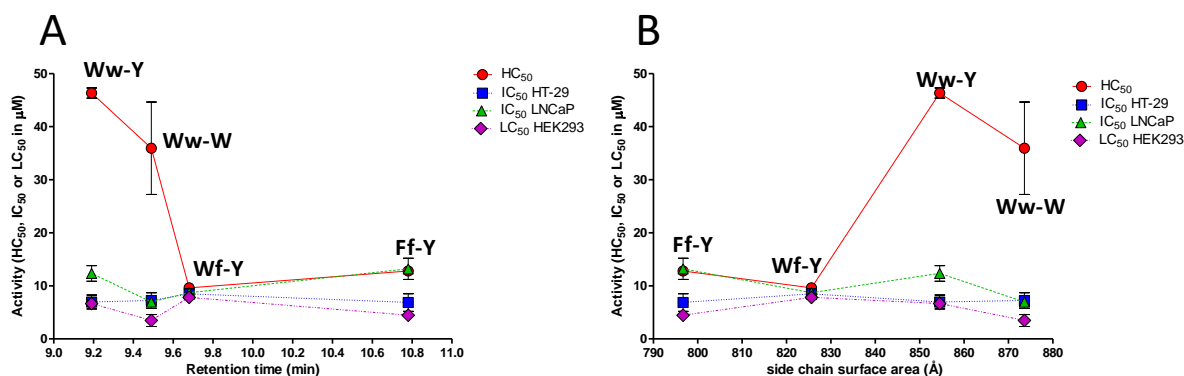 A
Activity (HC50, IC50 or LC50 in μM)
50
40
30
20
10
0
Ww-Y
Ww-W
Wf-Y
Ff-Y
HC50
IC50 HT-29
IC50 LNCaP
LC50 HEK293
9.0 9.2 9.4 9.6 9.8 10.0 10.2 10.4 10.6 10.8 11.0
Retention time (min)
B
Activity (HC50, IC50 or LC50 in μM)
50
40
30
20
10
0
Ww-Y
Ww-W
Ff-Y
Wf-Y
HC50
IC50 HT-29
IC50 LNCaP
LC50 HEK293
790 800 810 820 830 840 850 860 870 880
side chain surface area (Å)